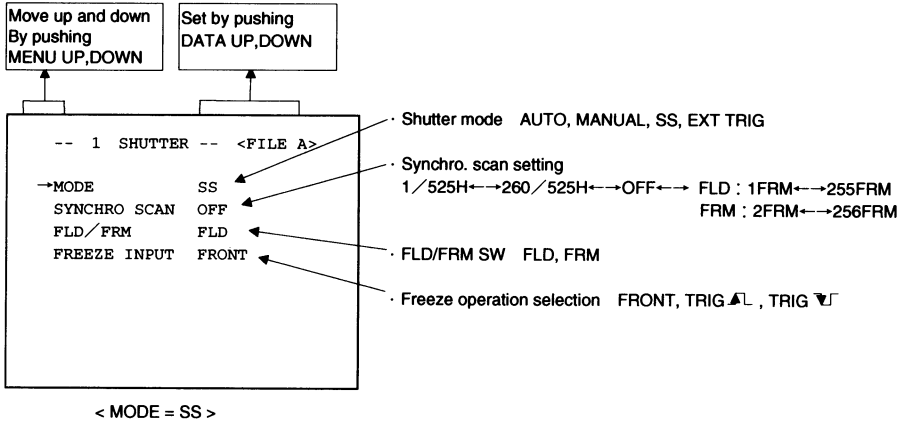 Move up and down
By pushing
MENU UP,DOWN
Set by pushing
DATA UP,DOWN
-- 1 SHUTTER -- <FILE A>
→MODE SS
SYNCHRO SCAN OFF
FLD/FRM FLD
FREEZE INPUT FRONT
· Shutter mode AUTO, MANUAL, SS, EXT TRIG
· Synchro. scan setting
1/525H←→260/525H←→OFF←→ FLD : 1FRM←→255FRM
FRM : 2FRM←→256FRM
· FLD/FRM SW FLD, FRM
· Freeze operation selection FRONT, TRIG , TRIG
< MODE = SS >